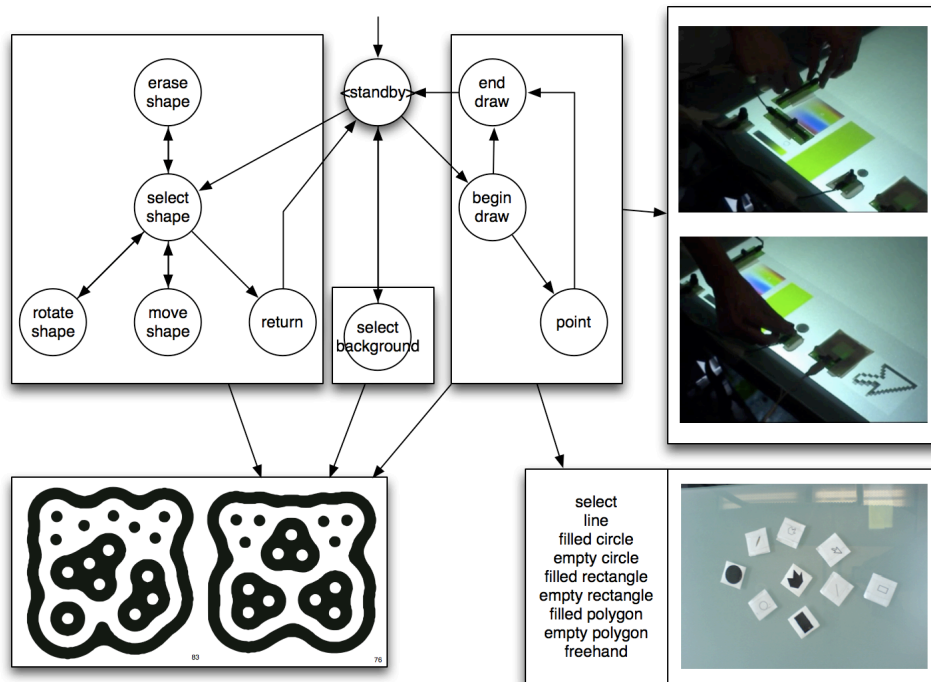 erase
shape
<standby>
end
draw
select
shape
begin
draw
rotate
shape
move
shape
return
select
background
point
83
76
select
line
filled circle
empty circle
filled rectangle
empty rectangle
filled polygon
empty polygon
freehand